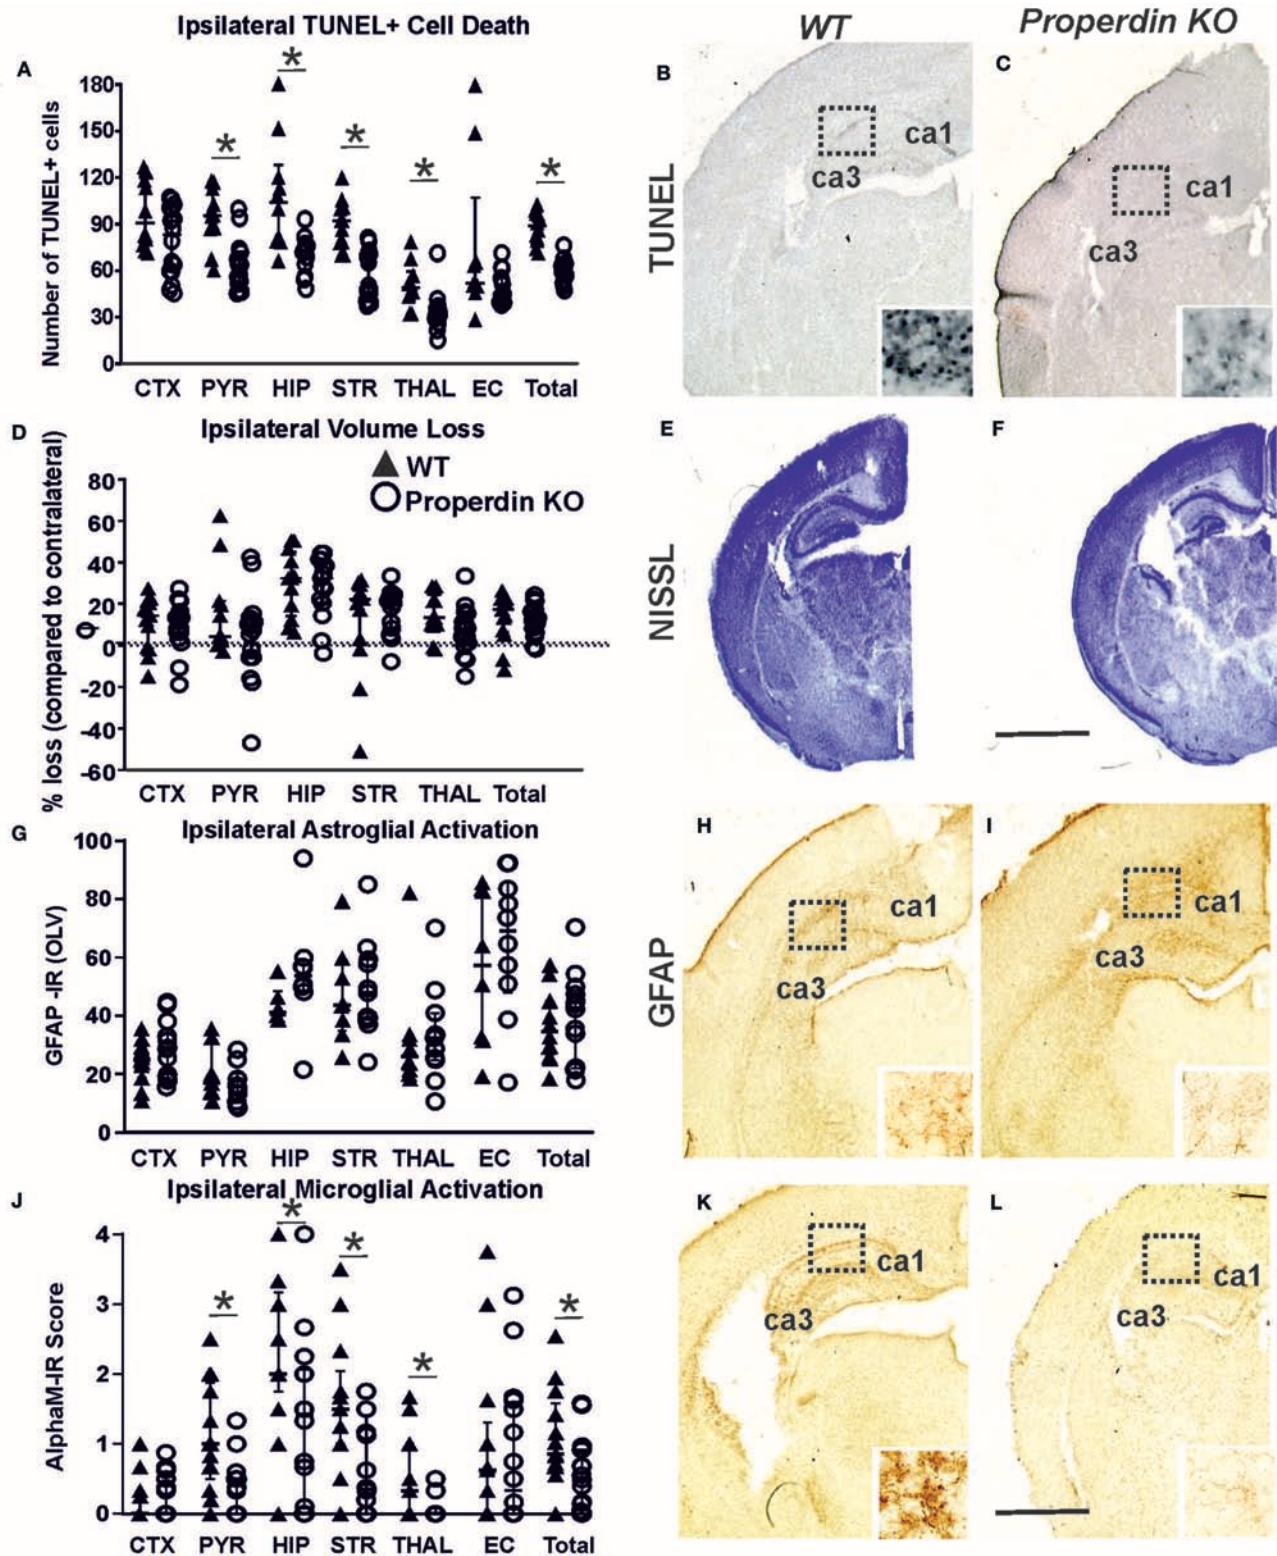 Ipsilateral TUNEL+ Cell Death
WT
Properdin KO
A
Number of TUNEL+ cells
180
150
120
90
60
30
0
*
*
*
*
*
CTX PYR HIP STR THAL EC Total
TUNEL
B
ca1
ca3
C
ca1
ca3
D
Ipsilateral Volume Loss
WT
Properdin KO
% loss (compared to contralateral)
Q
80
60
40
20
0
-20
-40
-60
CTX PYR HIP STR THAL Total
NISSL
E
F
G
Ipsilateral Astroglial Activation
GFAP -IR (OLV)
100
80
60
40
20
0
CTX PYR HIP STR THAL EC Total
GFAP
H
ca1
ca3
I
ca1
ca3
J
Ipsilateral Microglial Activation
AlphaM-IR Score
4
3
2
1
0
*
*
*
*
*
CTX PYR HIP STR THAL EC Total
K
ca1
ca3
L
ca1
ca3